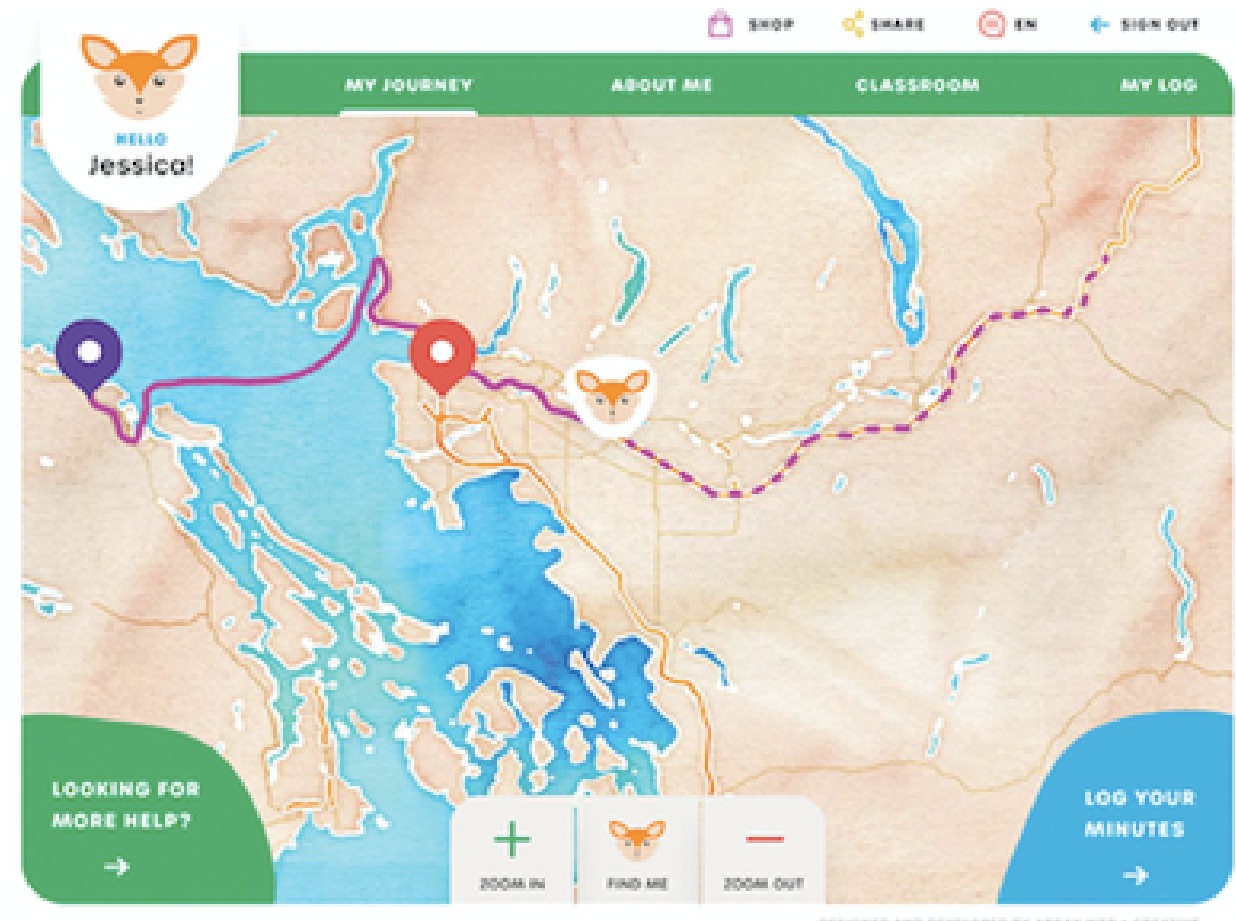 SHOP
SHARE
EN
SIGN OUT
MY JOURNEY
ABOUT ME
CLASSROOM
MY LOG
HELLO
Jessica!
LOOKING FOR
MORE HELP?
LOG YOUR
MINUTES
ZOOM IN
FIND ME
ZOOM OUT